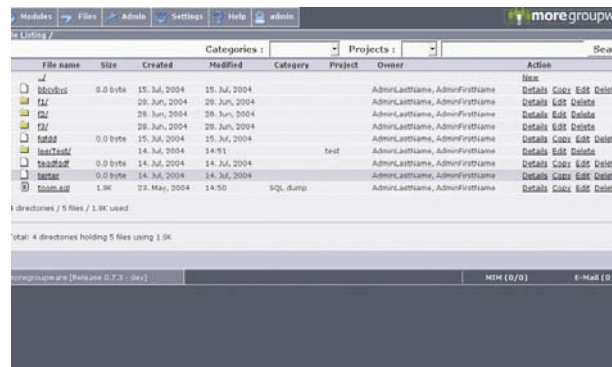 Modules Files Admin Settings Help admin moregroupw
Listing /
Categories : Projects : Sea
File name Size Created Modified Category Project Owner Action
../ New
0.0 byte 15. Jul, 2004 15. Jul, 2004 AdminLastName, AdminFirstName Details Copy Edit Delet
f1/ 28. Jun, 2004 28. Jun, 2004 AdminLastName, AdminFirstName Details Edit Delete
f2/ 28. Jun, 2004 28. Jun, 2004 AdminLastName, AdminFirstName Details Edit Delete
f3/ 28. Jun, 2004 28. Jun, 2004 AdminLastName, AdminFirstName Details Edit Delete
0.0 byte 15. Jul, 2004 15. Jul, 2004 AdminLastName, AdminFirstName Details Copy Edit Delet
14. Jul, 2004 14:51 test AdminLastName, AdminFirstName Details Edit Delete
0.0 byte 14. Jul, 2004 14. Jul, 2004 AdminLastName, AdminFirstName Details Copy Edit Delet
0.0 byte 14. Jul, 2004 14. Jul, 2004 AdminLastName, AdminFirstName Details Copy Edit Delet
toom.sql 1.9K 23. May, 2004 14:50 SQL dump AdminLastName, AdminFirstName Details Copy Edit Delet
directories / 5 files / 1.9K used
Total: 4 directories holding 5 files using 1.9K
moregroupware [Release 0.7.3 - dev] MIM (0/0) E-Mail (0